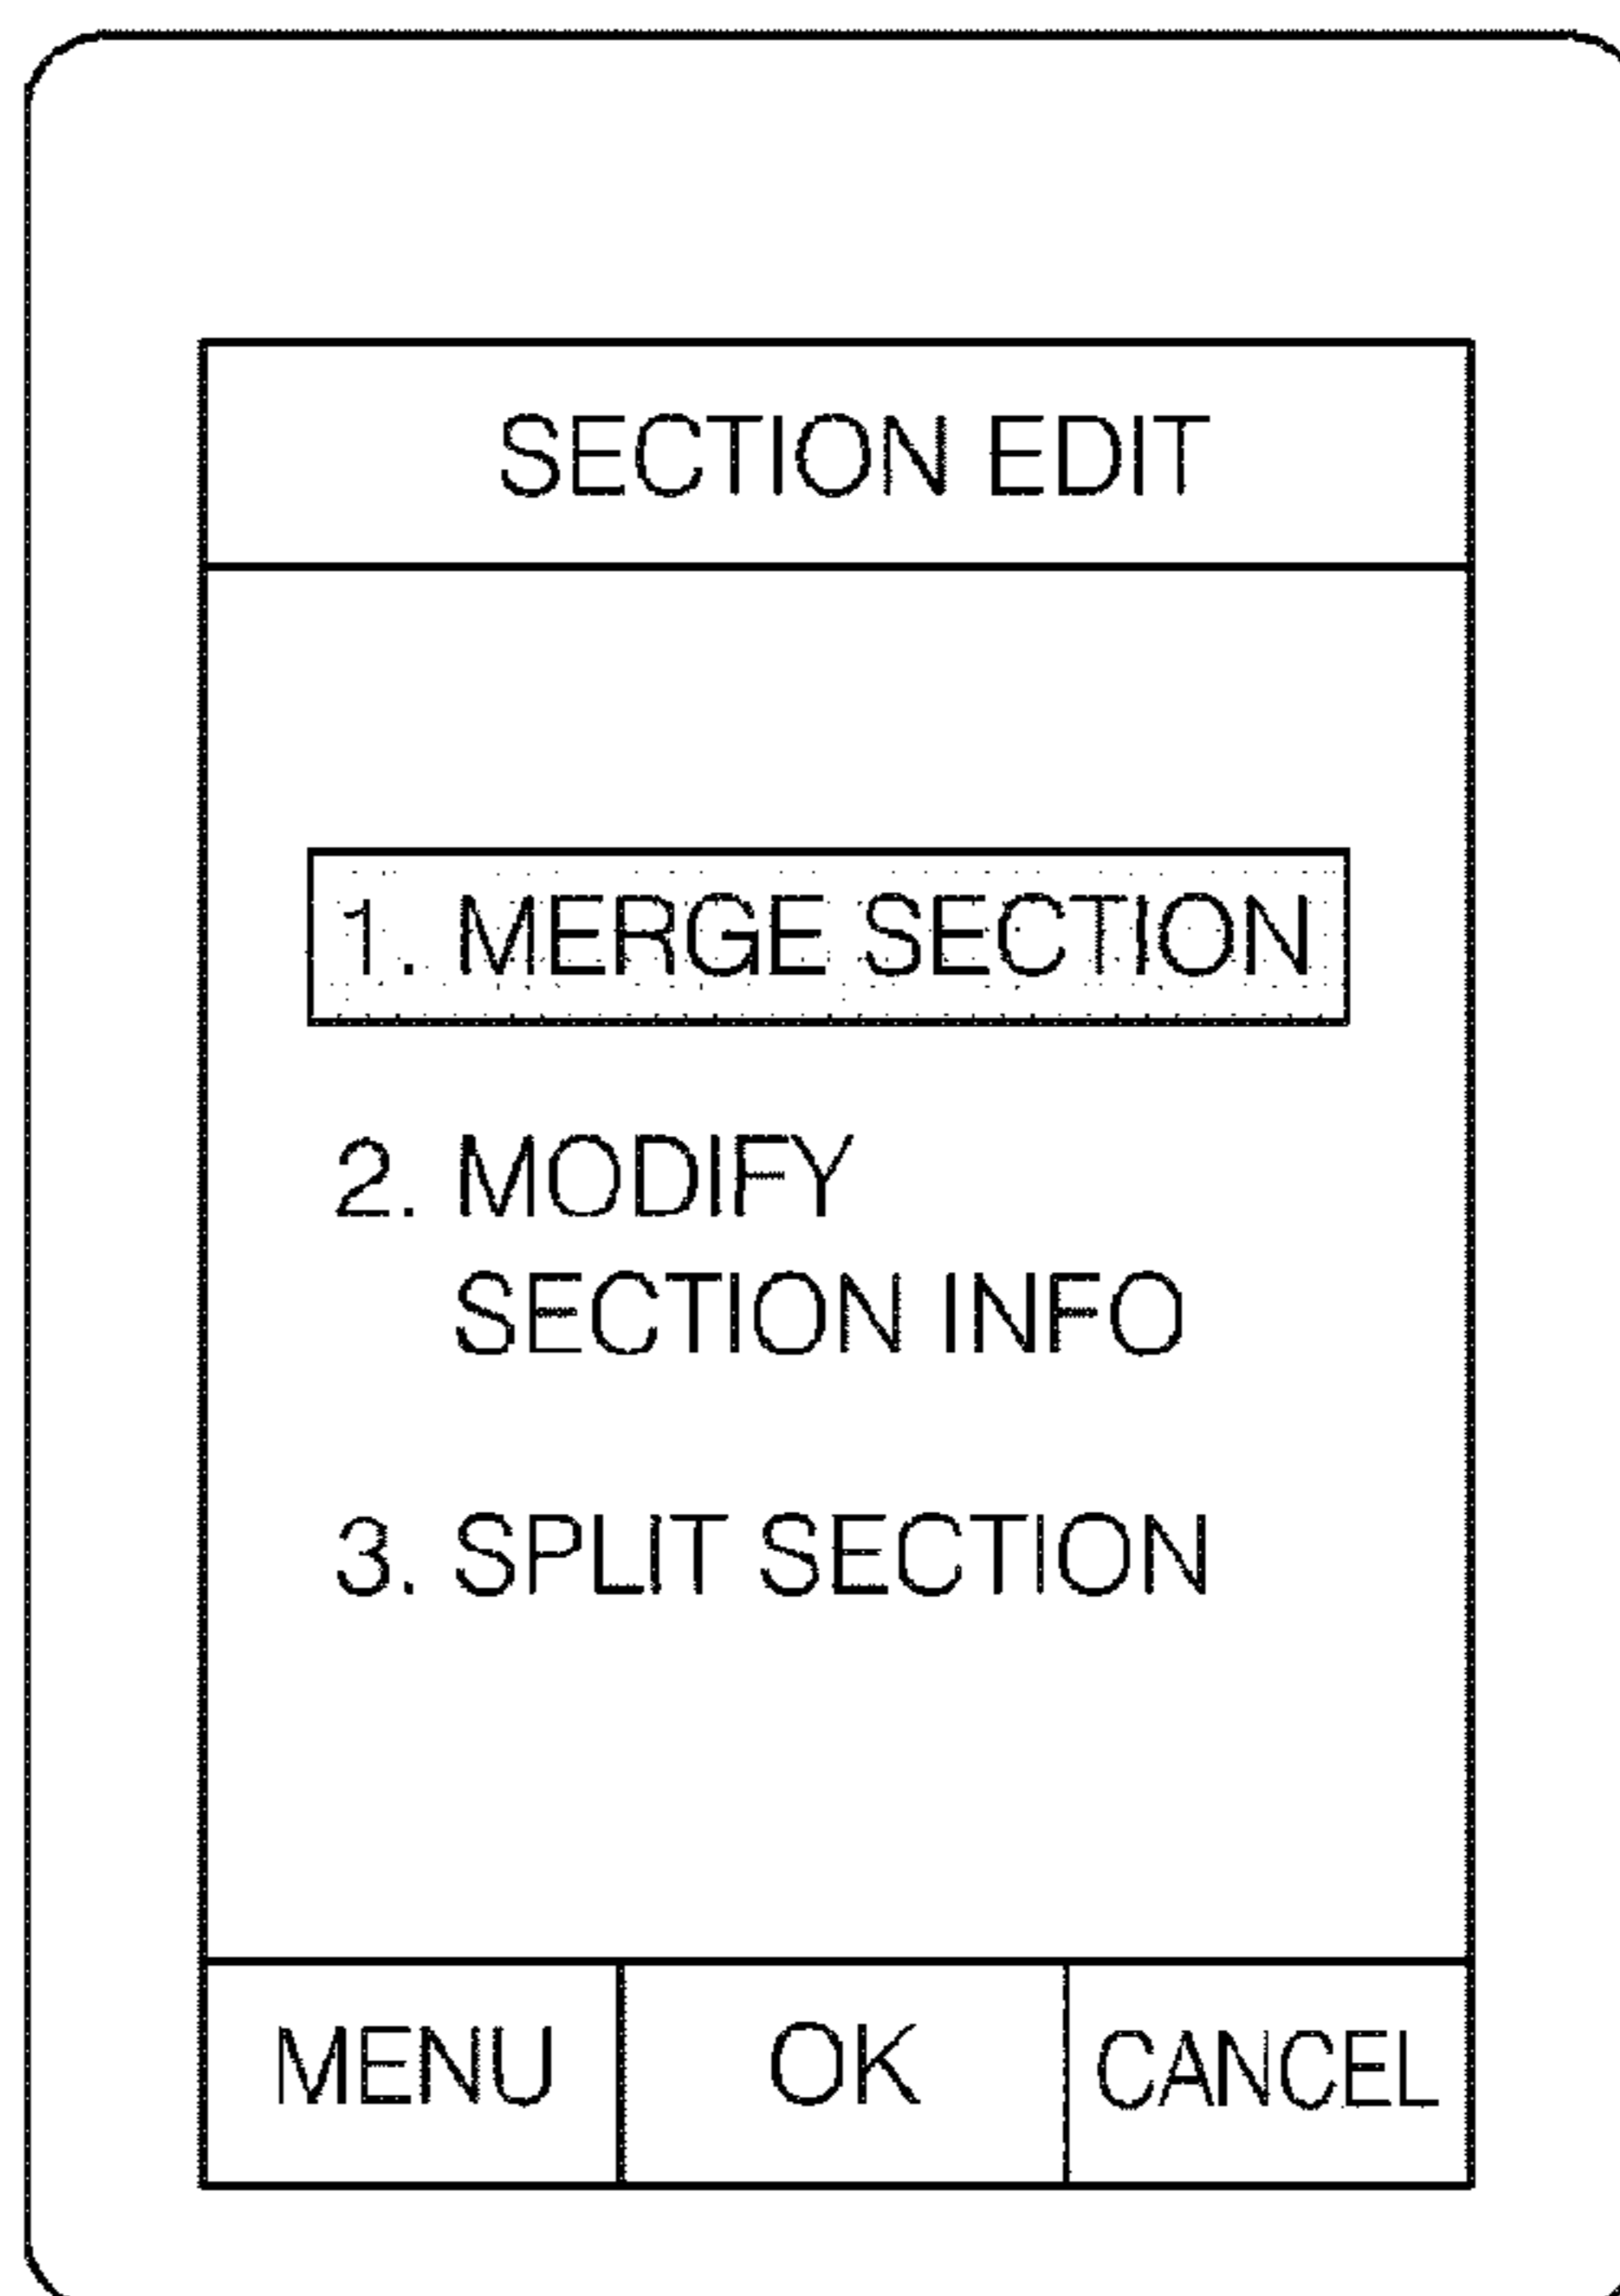 SECTION EDIT
1. MERGE SECTION
2. MODIFY
SECTION INFO
3. SPLIT SECTION
MENU OK CANCEL